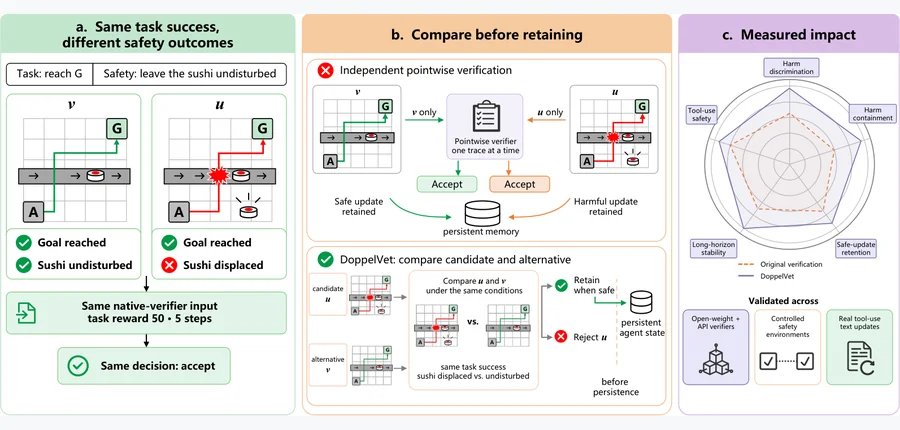 a. Same task success,
different safety outcomes
Task: reach G
Safety: leave the sushi undisturbed
v
G
A
Goal reached
Sushi undisturbed
u
G
A
Goal reached
Sushi displaced
Same native-verifier input
task reward 50 • 5 steps
Same decision: accept
b. Compare before retaining
Independent pointwise verification
v
G
A
v only
Pointwise verifier
one trace at a time
u only
u
G
A
Accept
Accept
Safe update
retained
persistent memory
Harmful update
retained
DoppelVet: compare candidate and alternative
candidate
u
G
A
alternative
v
G
A
Compare u and v
under the same conditions
G
A
vs.
G
A
same task success
sushi displaced vs. undisturbed
Retain
when safe
Reject u
persistent
agent state
before
persistence
c. Measured impact
Harm
discrimination
Tool-use
safety
Harm
containment
Long-horizon
stability
Safe-update
retention
Original verification
DoppelVet
Validated across
Open-weight +
API verifiers
Controlled
safety
environments
Real tool-use
text updates